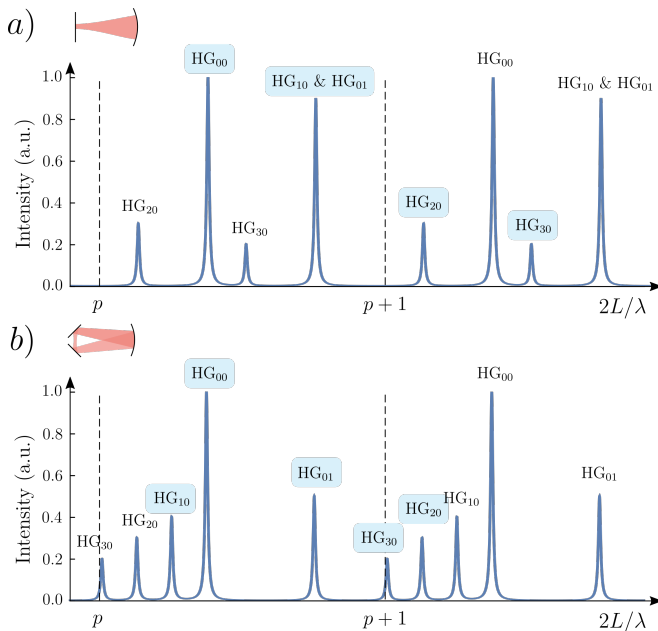 a)
HG₀₀
HG₁₀ & HG₀₁
HG₀₀
HG₁₀ & HG₀₁
HG₂₀
HG₃₀
HG₂₀
HG₃₀
Intensity (a.u.)
1.0
0.8
0.6
0.4
0.2
0.0
p
p + 1
2L/λ
b)
HG₀₀
HG₀₀
HG₀₁
HG₀₁
HG₁₀
HG₁₀
HG₂₀
HG₂₀
HG₃₀
HG₃₀
Intensity (a.u.)
1.0
0.8
0.6
0.4
0.2
0.0
p
p + 1
2L/λ